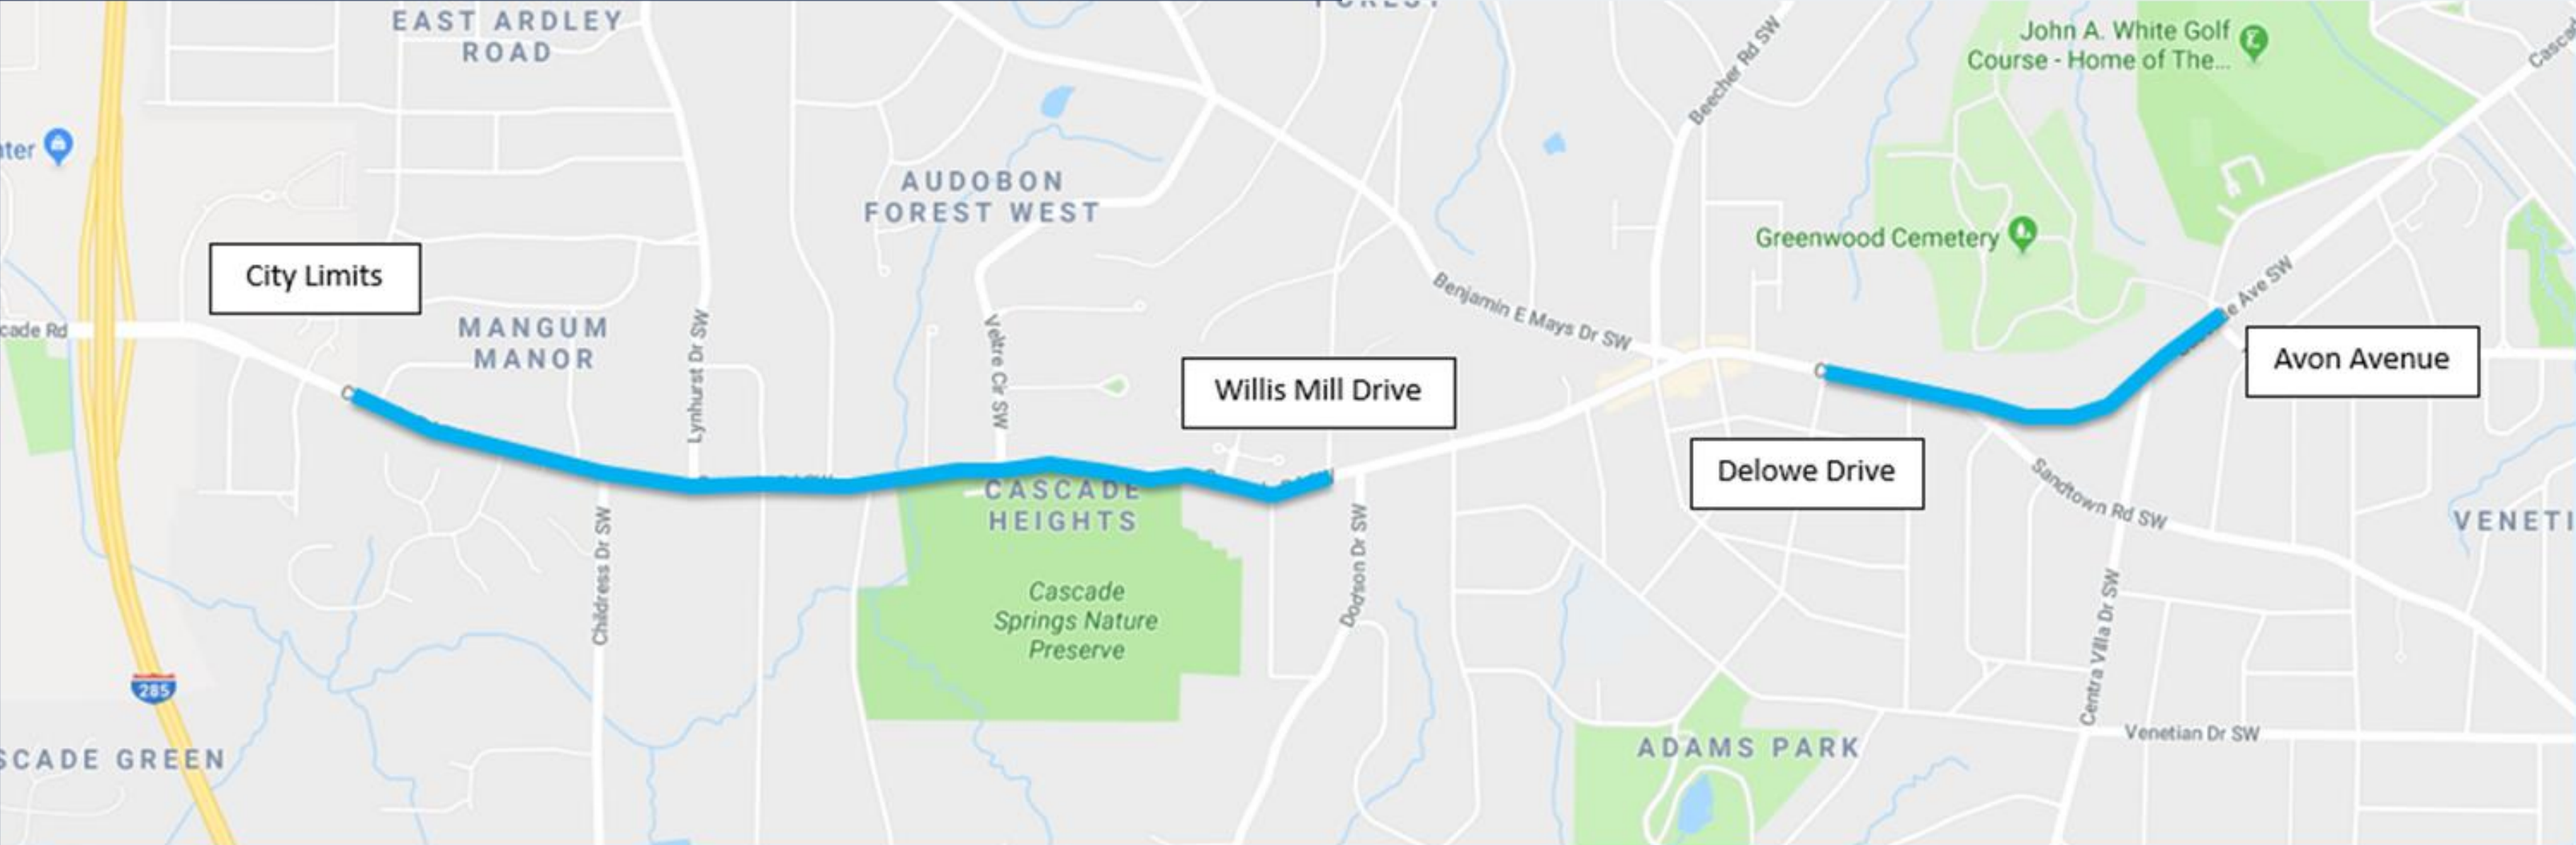 EAST ARDLEY
ROAD
John A. White Golf
Course - Home of The...
Beecher Rd SW
AUDOBON
FOREST WEST
Greenwood Cemetery
City Limits
Benjamin E Mays Dr SW
cade Rd
MANGUM
MANOR
Lynhurst Dr SW
Veltre Cir SW
Willis Mill Drive
e Ave SW
Avon Avenue
Delowe Drive
CASCADE
HEIGHTS
Sandtown Rd SW
VENETI
Childress Dr SW
Dodson Dr SW
Cascade
Springs Nature
Preserve
Centra Villa Dr SW
285
SCADE GREEN
ADAMS PARK
Venetian Dr SW